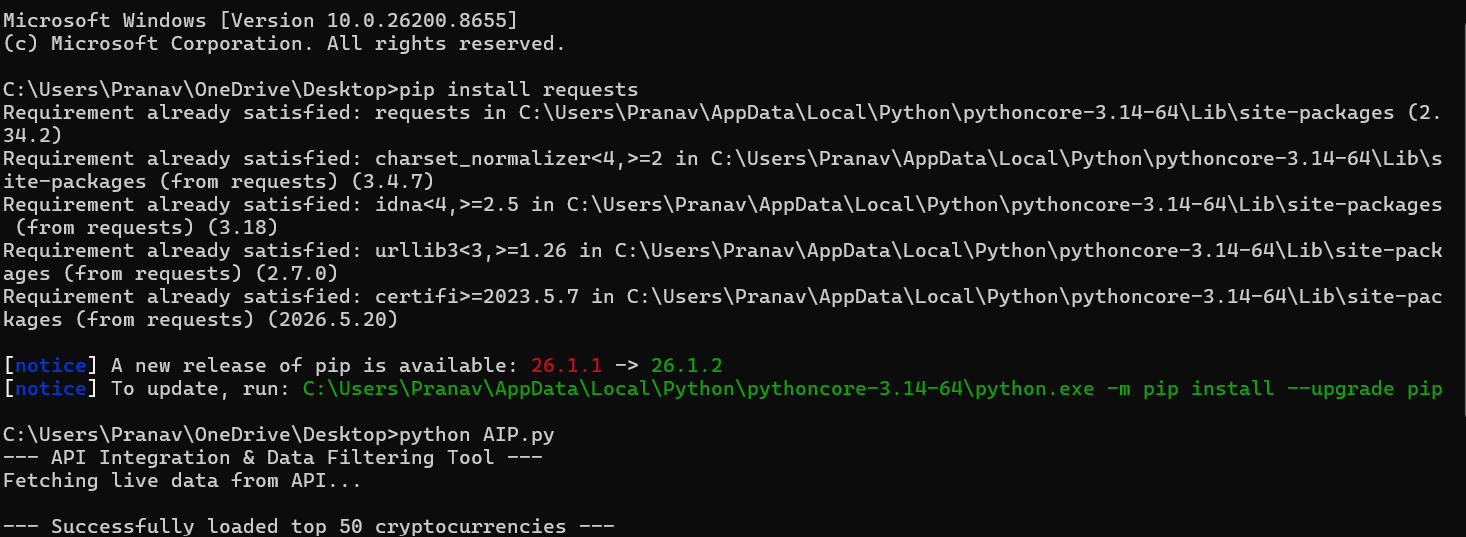 Microsoft Windows [Version 10.0.26200.8655]
(c) Microsoft Corporation. All rights reserved.
C:\Users\Pranav\OneDrive\Desktop>pip install requests
Requirement already satisfied: requests in C:\Users\Pranav\AppData\Local\Python\pythoncore-3.14-64\Lib\site-packages (2.
34.2)
Requirement already satisfied: charset_normalizer<4,>=2 in C:\Users\Pranav\AppData\Local\Python\pythoncore-3.14-64\Lib\s
ite-packages (from requests) (3.4.7)
Requirement already satisfied: idna<4,>=2.5 in C:\Users\Pranav\AppData\Local\Python\pythoncore-3.14-64\Lib\site-packages
 (from requests) (3.18)
Requirement already satisfied: urllib3<3,>=1.26 in C:\Users\Pranav\AppData\Local\Python\pythoncore-3.14-64\Lib\site-pack
ages (from requests) (2.7.0)
Requirement already satisfied: certifi>=2023.5.7 in C:\Users\Pranav\AppData\Local\Python\pythoncore-3.14-64\Lib\site-pac
kages (from requests) (2026.5.20)
[notice] A new release of pip is available: 26.1.1 -> 26.1.2
[notice] To update, run: C:\Users\Pranav\AppData\Local\Python\pythoncore-3.14-64\python.exe -m pip install --upgrade pip
C:\Users\Pranav\OneDrive\Desktop>python AIP.py
--- API Integration & Data Filtering Tool ---
Fetching live data from API...
--- Successfully loaded top 50 cryptocurrencies ---